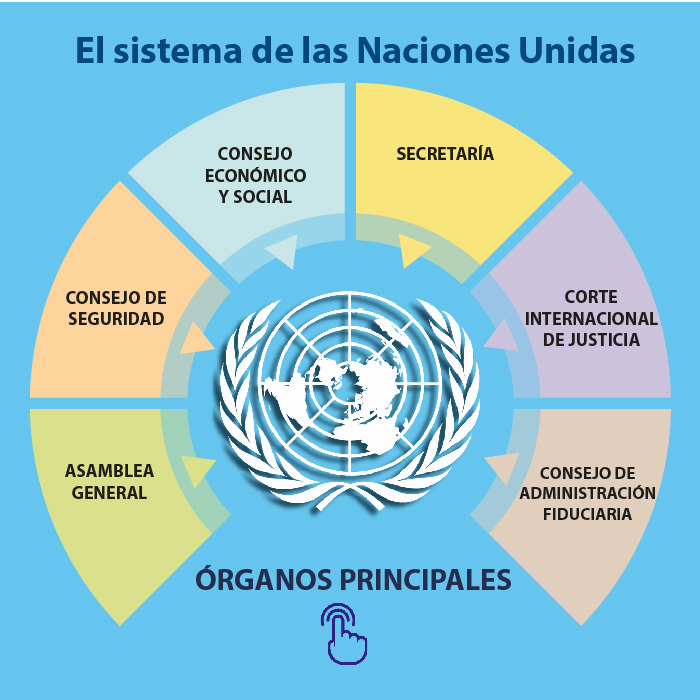 El sistema de las Naciones Unidas
CONSEJO
ECONÓMICO
Y SOCIAL
SECRETARÍA
CONSEJO DE
SEGURIDAD
CORTE
INTERNACIONAL
DE JUSTICIA
ASAMBLEA
GENERAL
CONSEJO DE
ADMINISTRACIÓN
FIDUCIARIA
ÓRGANOS PRINCIPALES